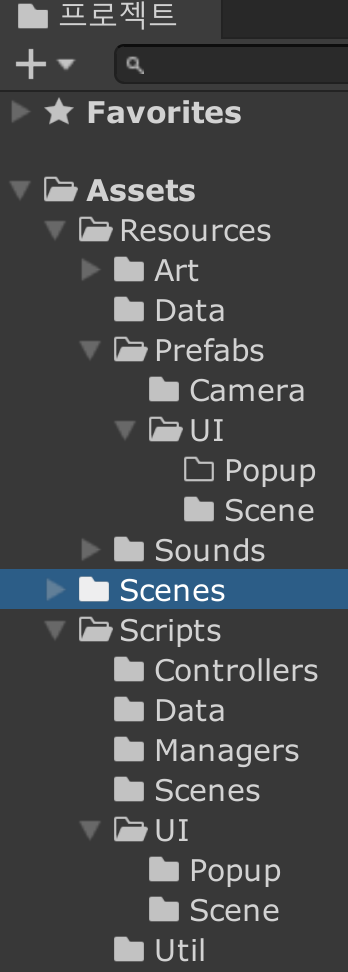 프로젝트
Favorites
Assets
Resources
Art
Data
Prefabs
Camera
UI
Popup
Scene
Sounds
Scenes
Scripts
Controllers
Data
Managers
Scenes
UI
Popup
Scene
Util